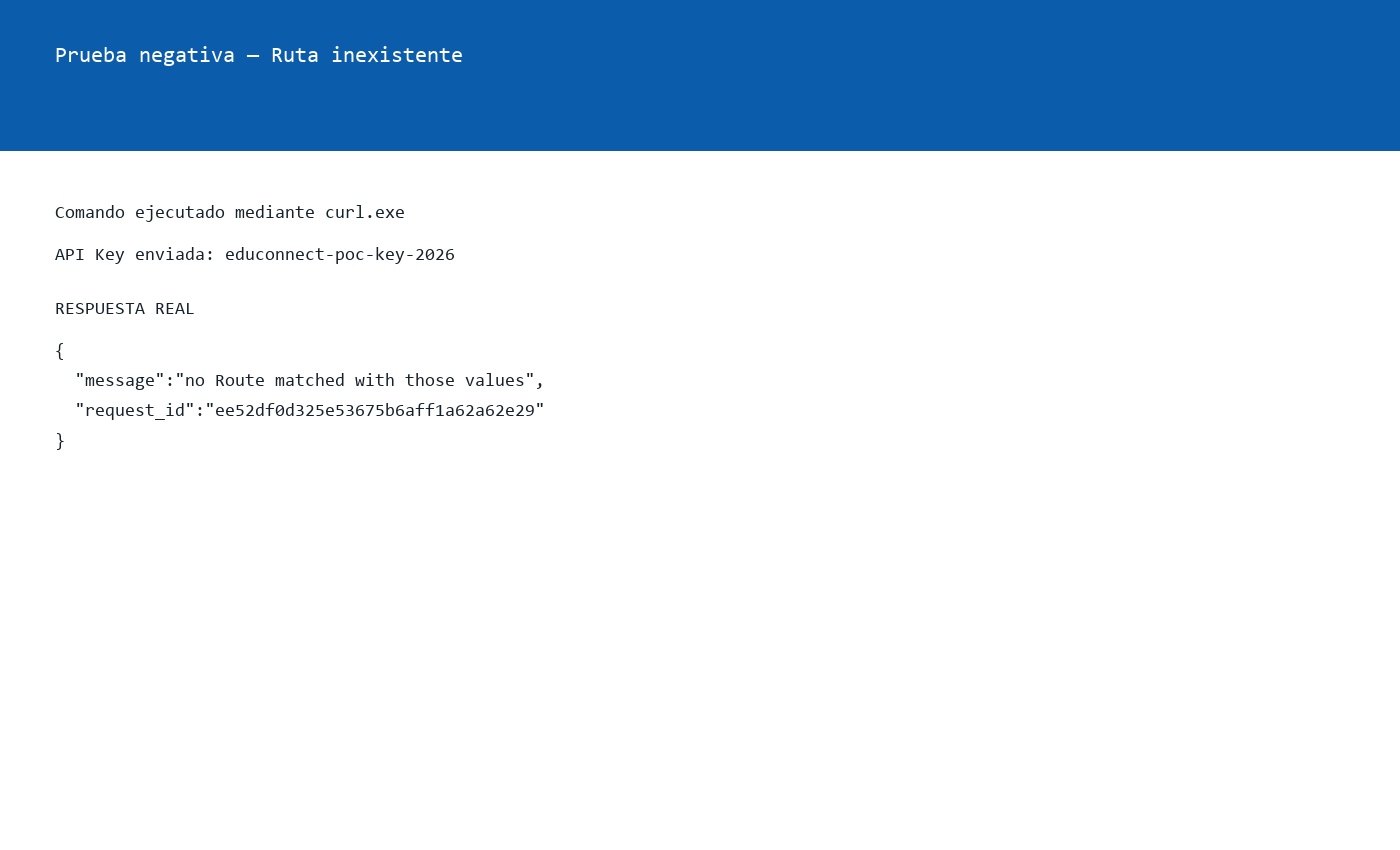 Prueba negativa — Ruta inexistente
Comando ejecutado mediante curl.exe
API Key enviada: educonnect-poc-key-2026
RESPUESTA REAL
{
  "message":"no Route matched with those values",
  "request_id":"ee52df0d325e53675b6aff1a62a62e29"
}